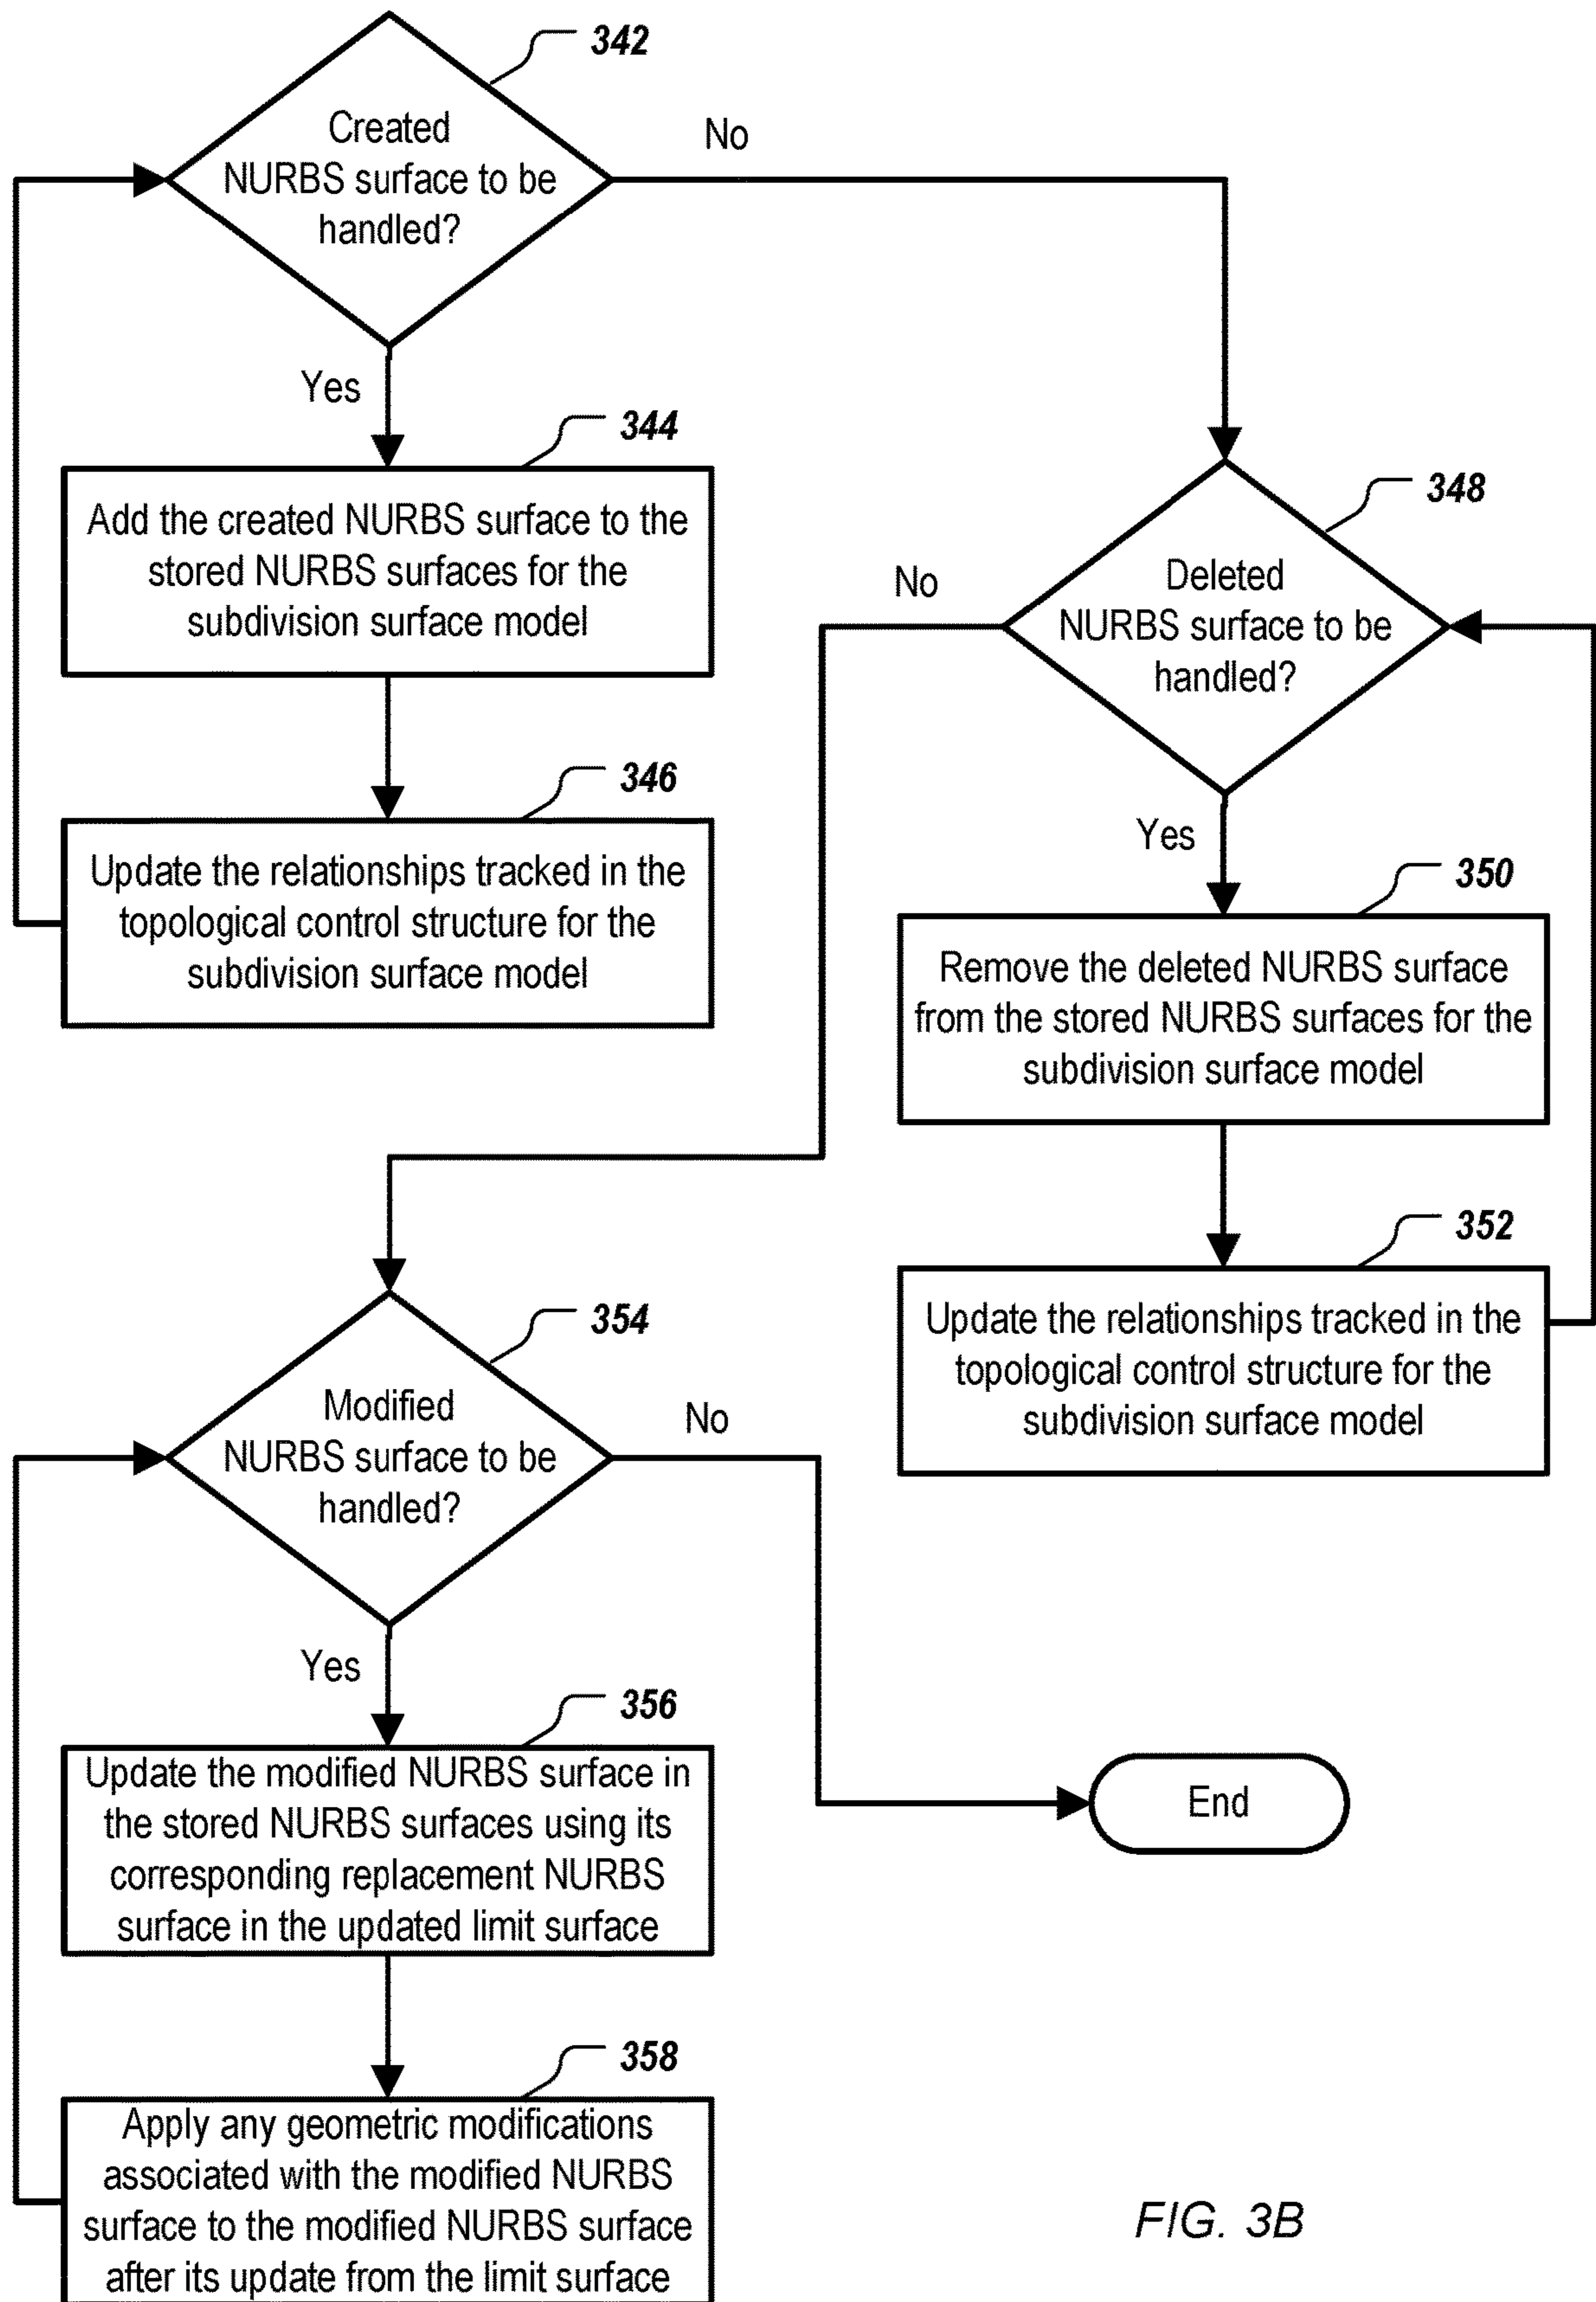 342
Created
NURBS surface to be
handled?
No
Yes
344
Add the created NURBS surface to the
stored NURBS surfaces for the
subdivision surface model
346
Update the relationships tracked in the
topological control structure for the
subdivision surface model
348
Deleted
NURBS surface to be
handled?
No
Yes
350
Remove the deleted NURBS surface
from the stored NURBS surfaces for the
subdivision surface model
352
Update the relationships tracked in the
topological control structure for the
subdivision surface model
354
Modified
NURBS surface to be
handled?
No
Yes
356
Update the modified NURBS surface in
the stored NURBS surfaces using its
corresponding replacement NURBS
surface in the updated limit surface
358
Apply any geometric modifications
associated with the modified NURBS
surface to the modified NURBS surface
after its update from the limit surface
End
FIG. 3B